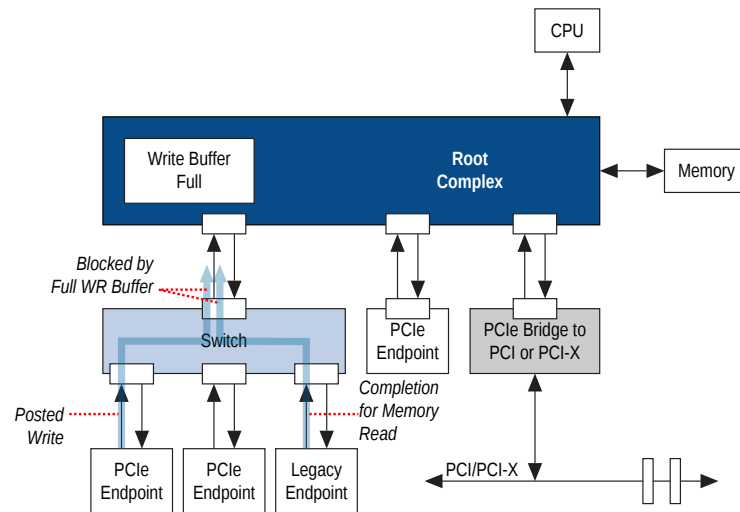 CPU
Write Buffer
Full
Root
Complex
Memory
Blocked by
Full WR Buffer
Switch
PCIe
Endpoint
PCIe Bridge to
PCI or PCI-X
Posted
Write
Completion
for Memory
Read
PCIe
Endpoint
PCIe
Endpoint
Legacy
Endpoint
PCI/PCI-X